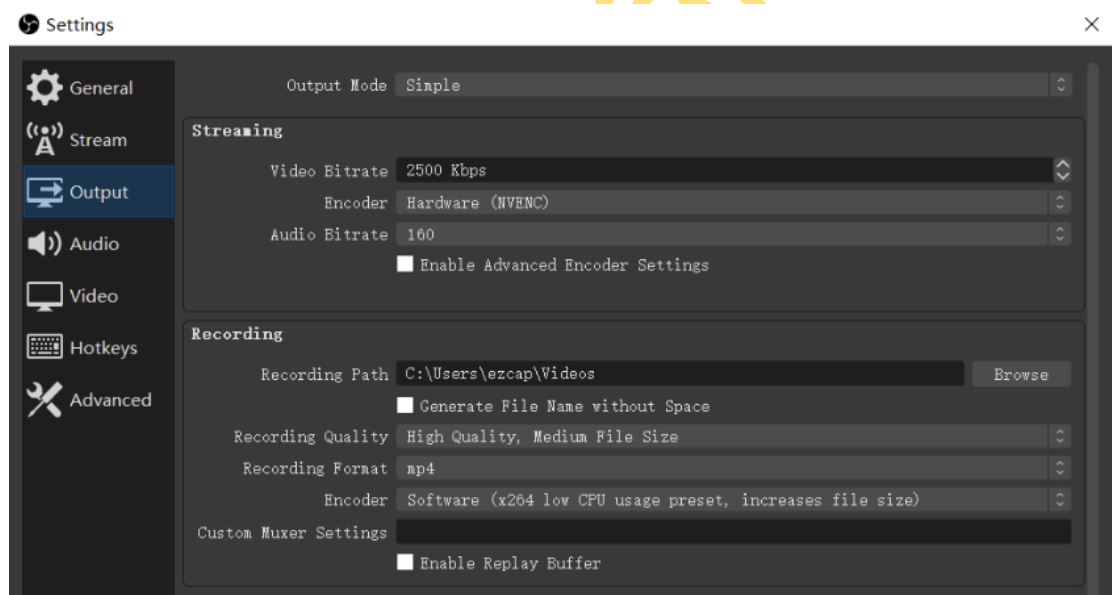 Settings
General
Stream
Output
Audio
Video
Hotkeys
Advanced
Output Mode Simple
Streaming
Video Bitrate 2500 Kbps
Encoder Hardware (NVENC)
Audio Bitrate 160
Enable Advanced Encoder Settings
Recording
Recording Path C:\Users\ezcap\Videos Browse
Generate File Name without Space
Recording Quality High Quality, Medium File Size
Recording Format mp4
Encoder Software (x264 low CPU usage preset, increases file size)
Custom Muxer Settings
Enable Replay Buffer